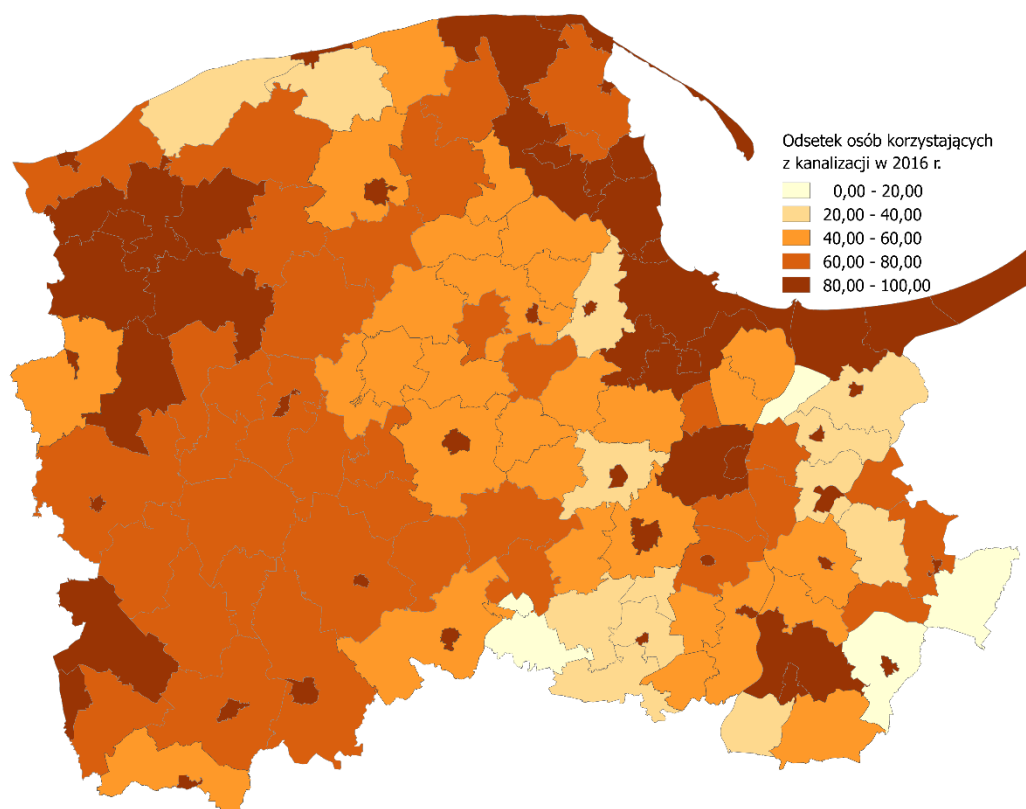 Odsetek osób korzystających
z kanalizacji w 2016 r.
0,00 - 20,00
20,00 - 40,00
40,00 - 60,00
60,00 - 80,00
80,00 - 100,00